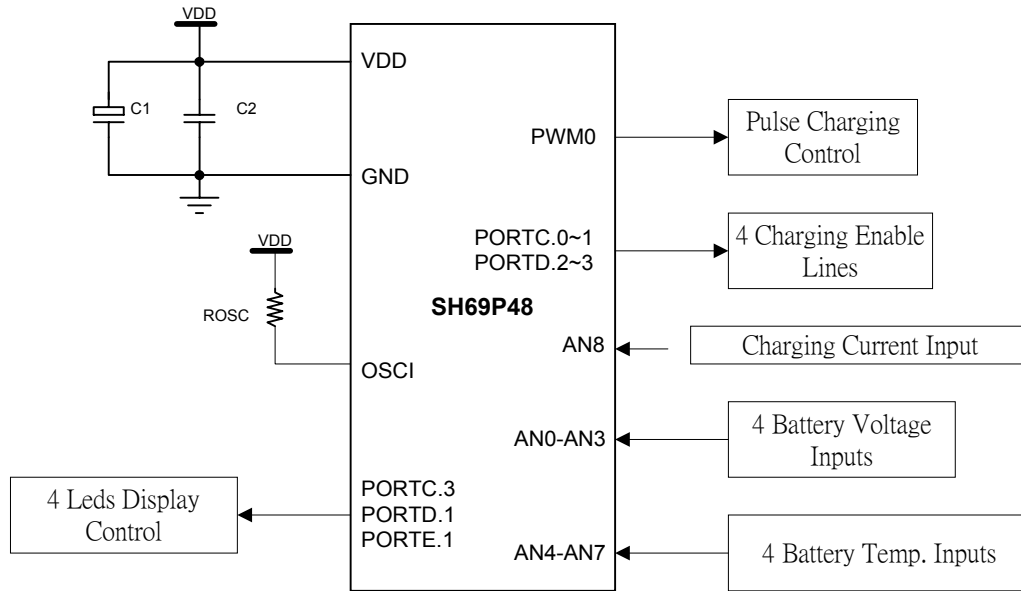 VDD
VDD
C1
C2
GND
VDD
ROSC
OSCI
4 Leds Display
Control
PORTC.3
PORTD.1
PORTE.1
SH69P48
PWM0
Pulse Charging
Control
PORTC.0~1
PORTD.2~3
4 Charging Enable
Lines
AN8
Charging Current Input
AN0-AN3
4 Battery Voltage
Inputs
AN4-AN7
4 Battery Temp. Inputs